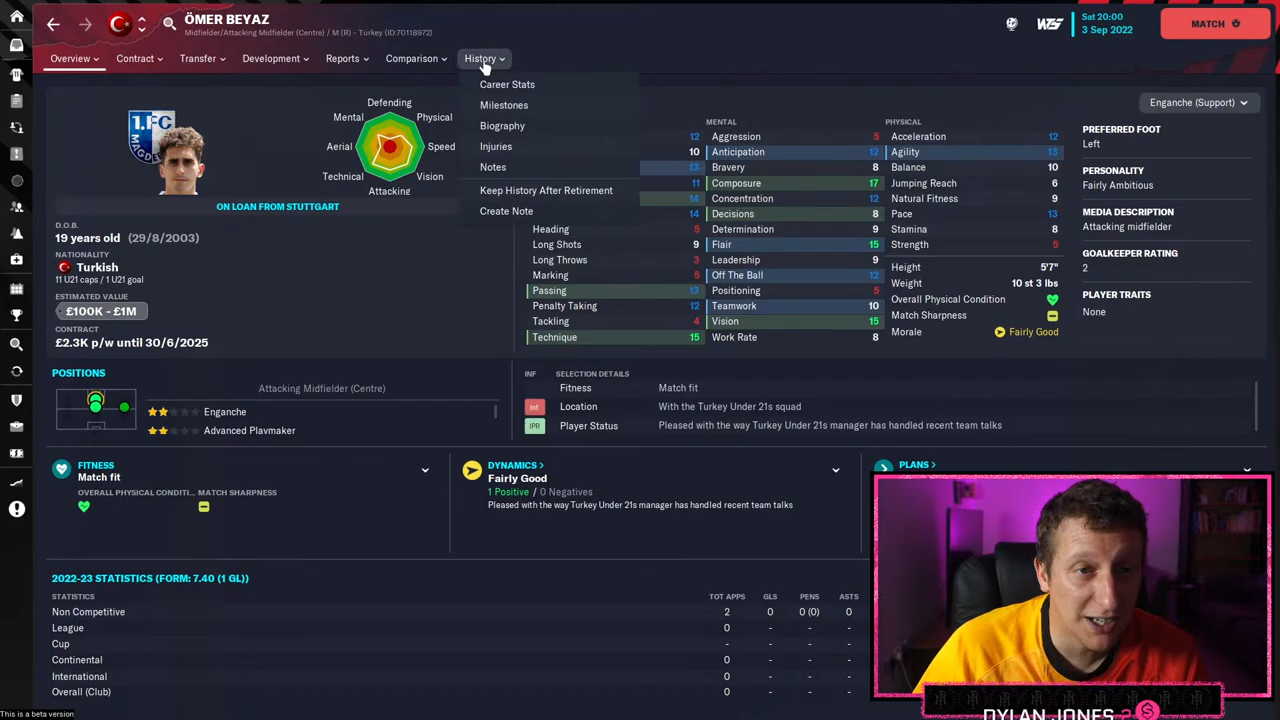 ÖMER BEYAZ
Midfielder/Attacking Midfielder (Centre) / M (R) - Turkey (ID:70118972)
Sat 20:00
3 Sep 2022
MATCH
Overview
Contract
Transfer
Development
Reports
Comparison
History
Career Stats
Milestones
Biography
Injuries
Notes
Keep History After Retirement
Create Note
1.FC
MAGDE
ON LOAN FROM STUTTGART
D.O.B.
19 years old (29/8/2003)
NATIONALITY
Turkish
11 U21 caps / 1 U21 goal
ESTIMATED VALUE
£100K - £1M
CONTRACT
£2.3K p/w until 30/6/2025
Defending
Mental Physical
Aerial Speed
Technical Vision
Attacking
Enganche (Support)
12
10
13
11
14
14
Heading 5
Long Shots 9
Long Throws 3
Marking 5
Passing 13
Penalty Taking 12
Tackling 4
Technique 15
MENTAL
Aggression 5
Anticipation 12
Bravery 8
Composure 17
Concentration 12
Decisions 8
Determination 9
Flair 15
Leadership 9
Off The Ball 12
Positioning 5
Teamwork 10
Vision 15
Work Rate 8
PHYSICAL
Acceleration 12
Agility 13
Balance 10
Jumping Reach 6
Natural Fitness 9
Pace 13
Stamina 8
Strength 5
Height 5'7"
Weight 10 st 3 lbs
Overall Physical Condition
Match Sharpness
Morale Fairly Good
PREFERRED FOOT
Left
PERSONALITY
Fairly Ambitious
MEDIA DESCRIPTION
Attacking midfielder
GOALKEEPER RATING
2
PLAYER TRAITS
None
POSITIONS
Attacking Midfielder (Centre)
Enganche
Advanced Playmaker
INF SELECTION DETAILS
Fitness Match fit
Int Location With the Turkey Under 21s squad
IPR Player Status Pleased with the way Turkey Under 21s manager has handled recent team talks
FITNESS
Match fit
OVERALL PHYSICAL CONDITI... MATCH SHARPNESS
DYNAMICS
Fairly Good
1 Positive / 0 Negatives
Pleased with the way Turkey Under 21s manager has handled recent team talks
PLANS
2022-23 STATISTICS (FORM: 7.40 (1 GL))
STATISTICS TOT APPS GLS PENS ASTS
Non Competitive 2 0 0 (0) 0
League 0 - - -
Cup - - - -
Continental 0 - - -
International 0 - - -
Overall (Club) 0 - - -
This is a beta version
DYLAN JONES